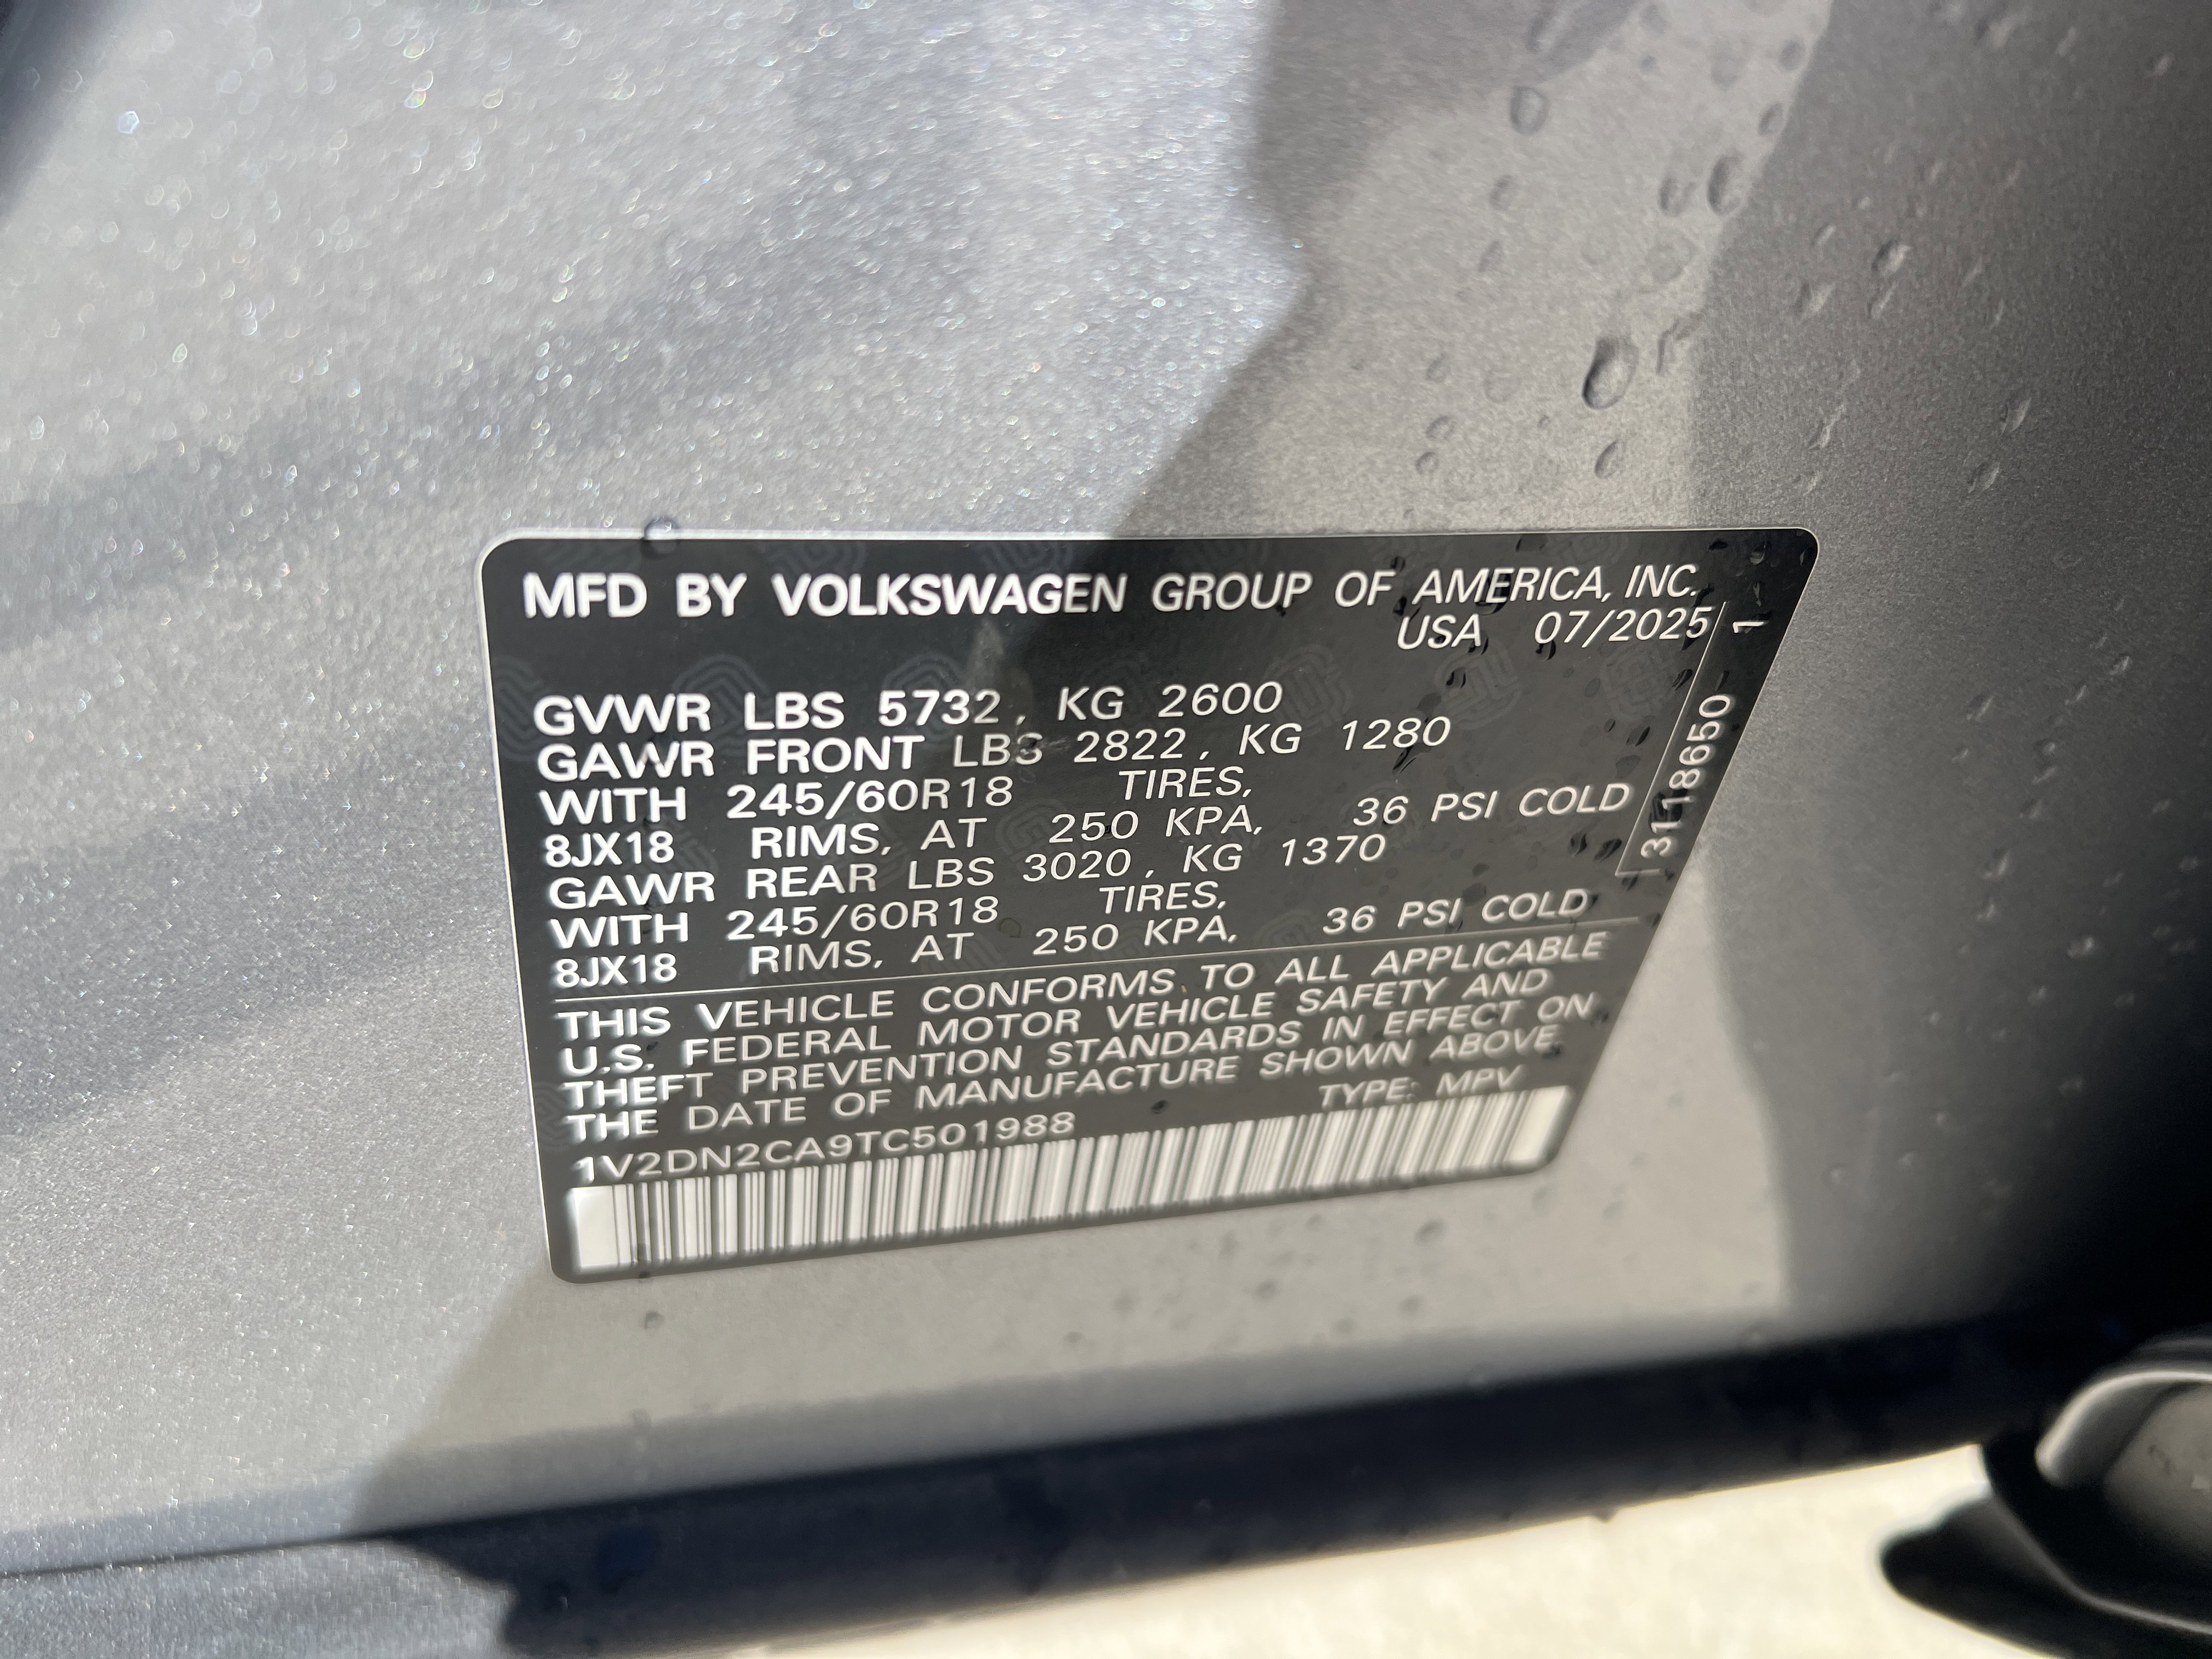 MFD BY VOLKSWAGEN GROUP OF AMERICA, INC.
USA 07/2025
GVWR LBS 5732, KG 2600
GAWR FRONT LBS 2822, KG 1280
WITH 245/60R18 TIRES,
8JX18 RIMS, AT 250 KPA, 36 PSI COLD
GAWR REAR LBS 3020, KG 1370
WITH 245/60R18 TIRES,
8JX18 RIMS, AT 250 KPA, 36 PSI COLD
THIS VEHICLE CONFORMS TO ALL APPLICABLE
U.S. FEDERAL MOTOR VEHICLE SAFETY AND
THEFT PREVENTION STANDARDS IN EFFECT ON
THE DATE OF MANUFACTURE SHOWN ABOVE.
1V2DN2CA9TC501988 TYPE: MPV
3118650 1